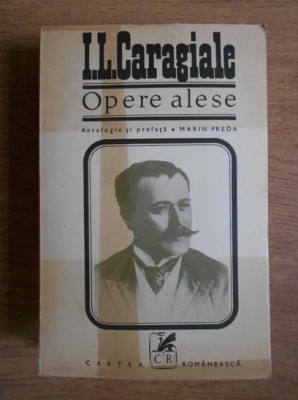 I.L.Caragiale
Opere alese
Antologie și prefață • MARIN PREDA
CARTEA CR ROMÂNEASCĂ